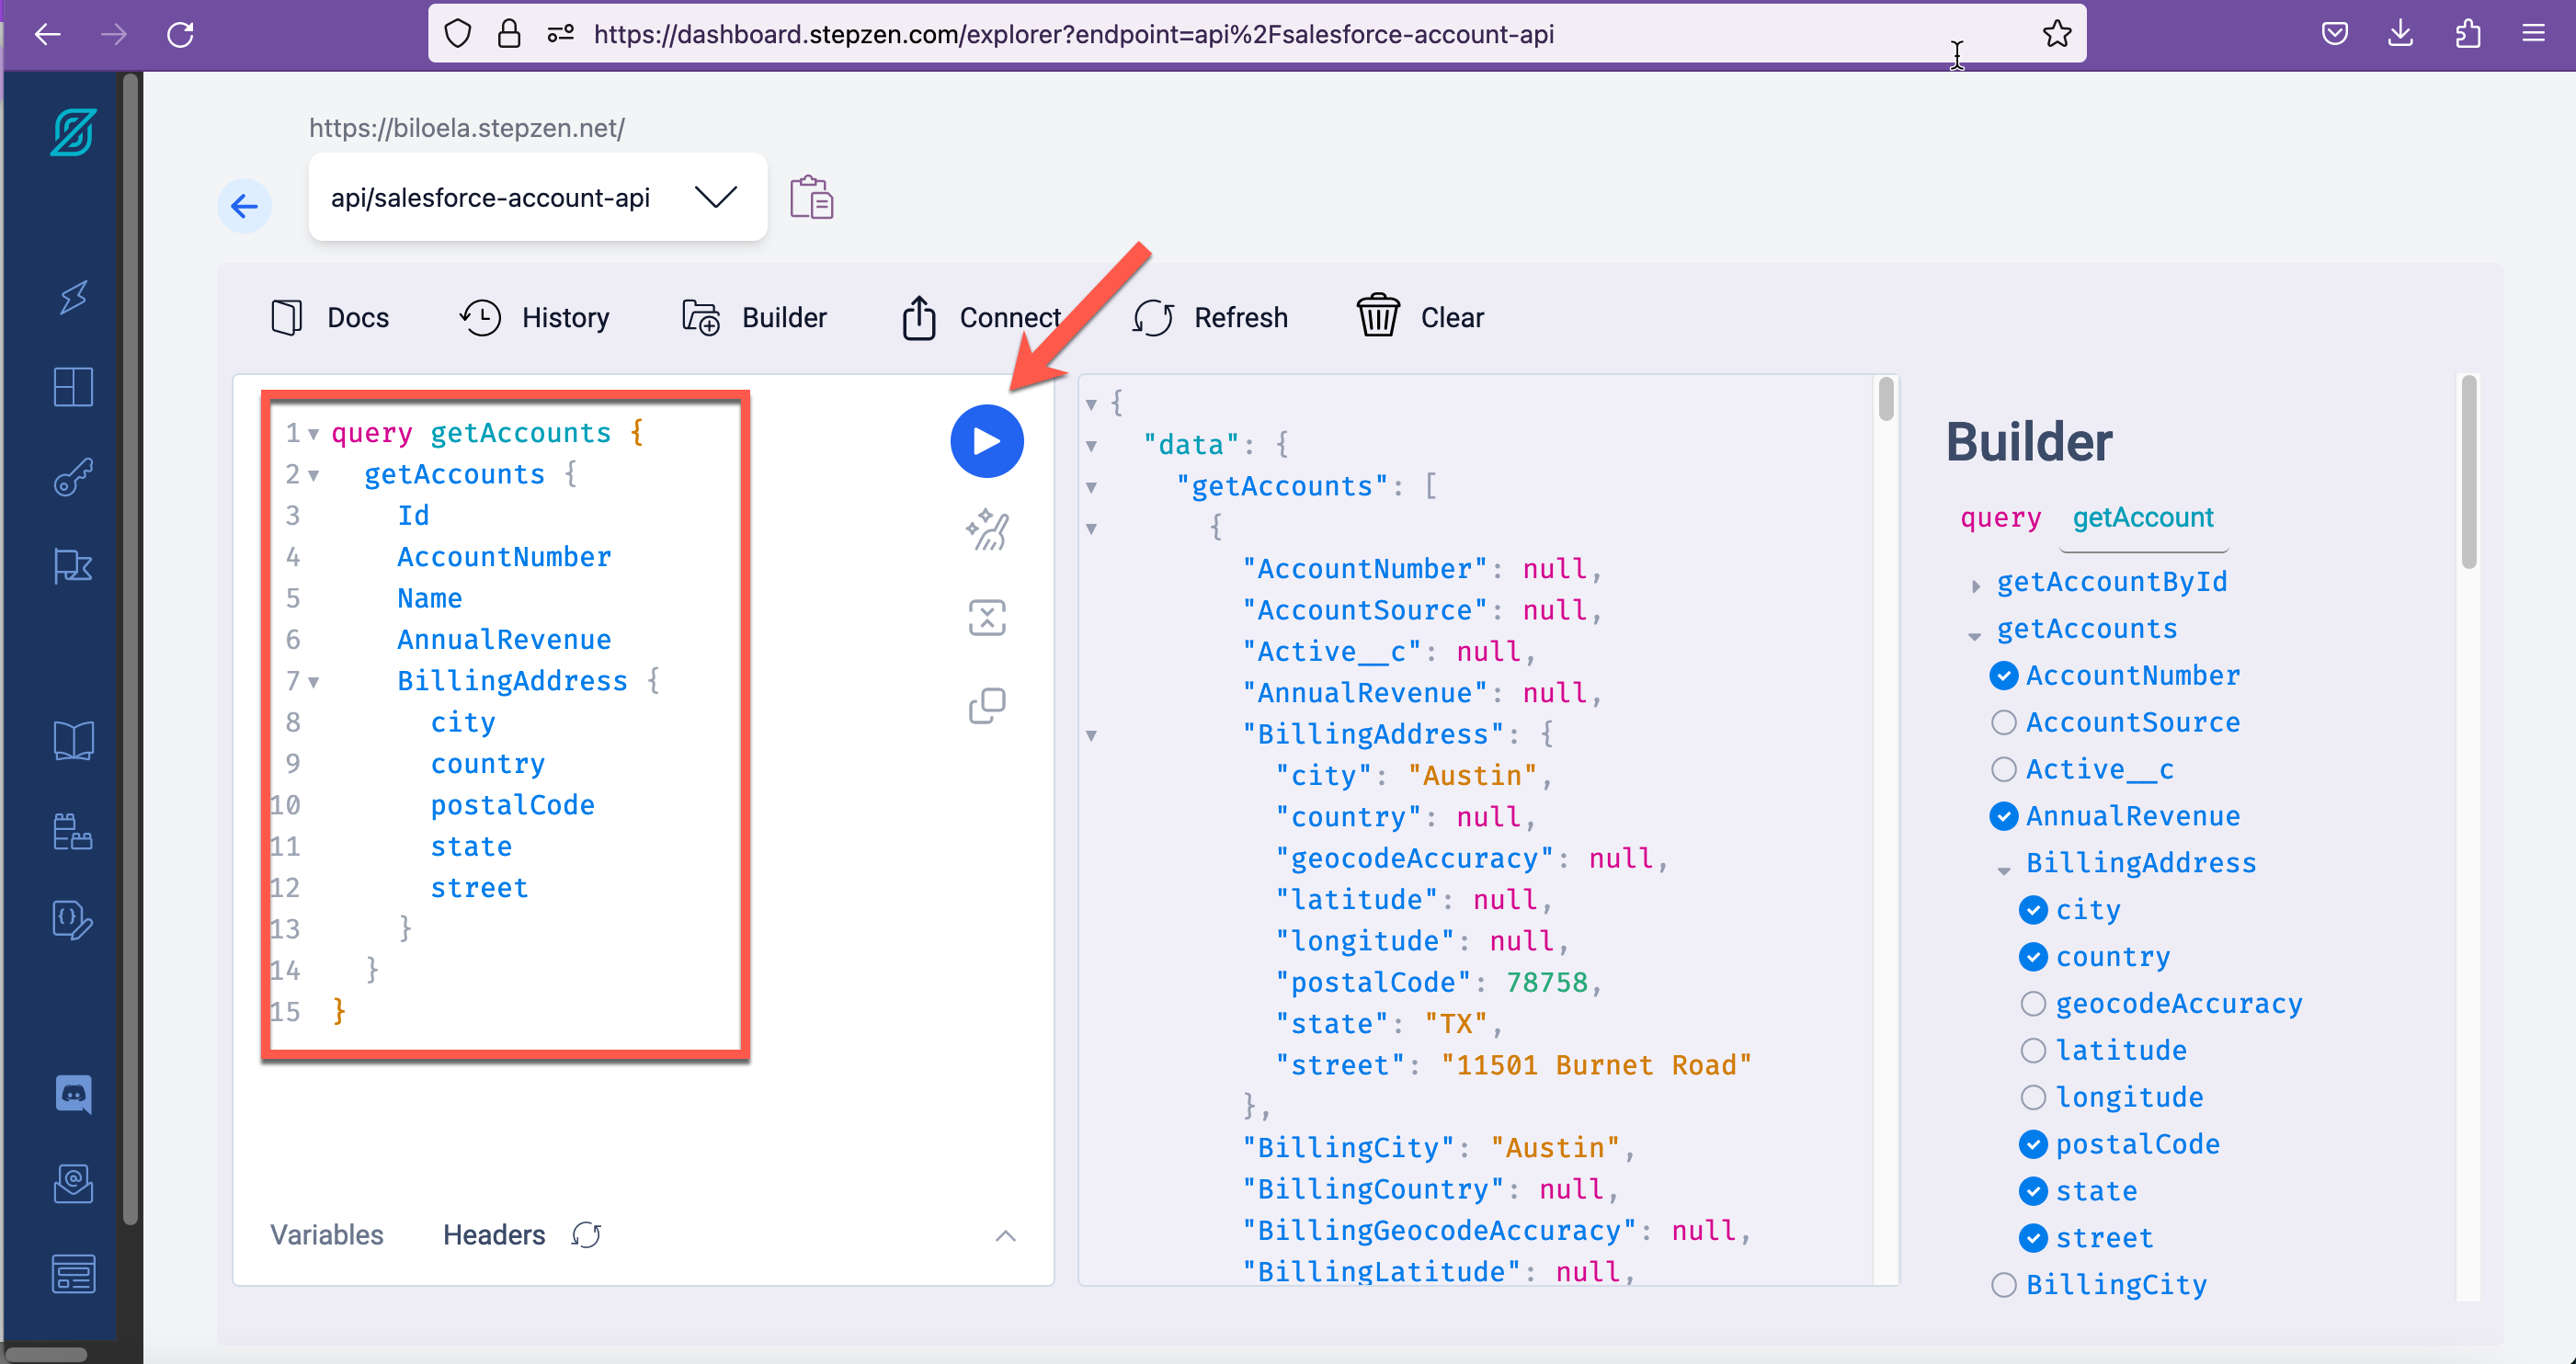 https://dashboard.stepzen.com/explorer?endpoint=api%2Fsalesforce-account-api
https://biloela.stepzen.net/
api/salesforce-account-api
Docs
History
Builder
Connect
Refresh
Clear
1 query getAccounts {
2 getAccounts {
3 Id
4 AccountNumber
5 Name
6 AnnualRevenue
7 BillingAddress {
8 city
9 country
10 postalCode
11 state
12 street
13 }
14 }
15 }
Variables
Headers
{
"data": {
"getAccounts": [
{
"AccountNumber": null,
"AccountSource": null,
"Active__c": null,
"AnnualRevenue": null,
"BillingAddress": {
"city": "Austin",
"country": null,
"geocodeAccuracy": null,
"latitude": null,
"longitude": null,
"postalCode": 78758,
"state": "TX",
"street": "11501 Burnet Road"
},
"BillingCity": "Austin",
"BillingCountry": null,
"BillingGeocodeAccuracy": null,
"BillingLatitude": null,
Builder
query getAccount
getAccountById
getAccounts
AccountNumber
AccountSource
Active__c
AnnualRevenue
BillingAddress
city
country
geocodeAccuracy
latitude
longitude
postalCode
state
street
BillingCity